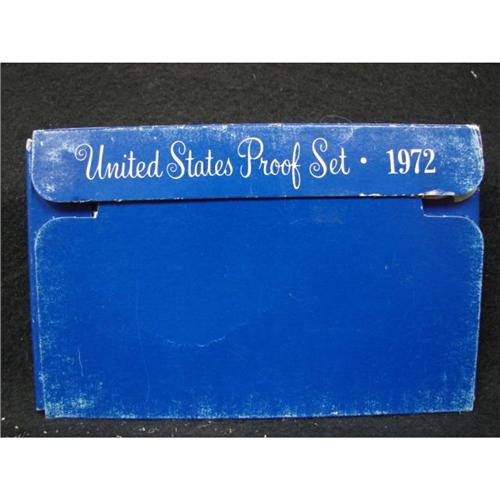 United States Proof Set • 1972